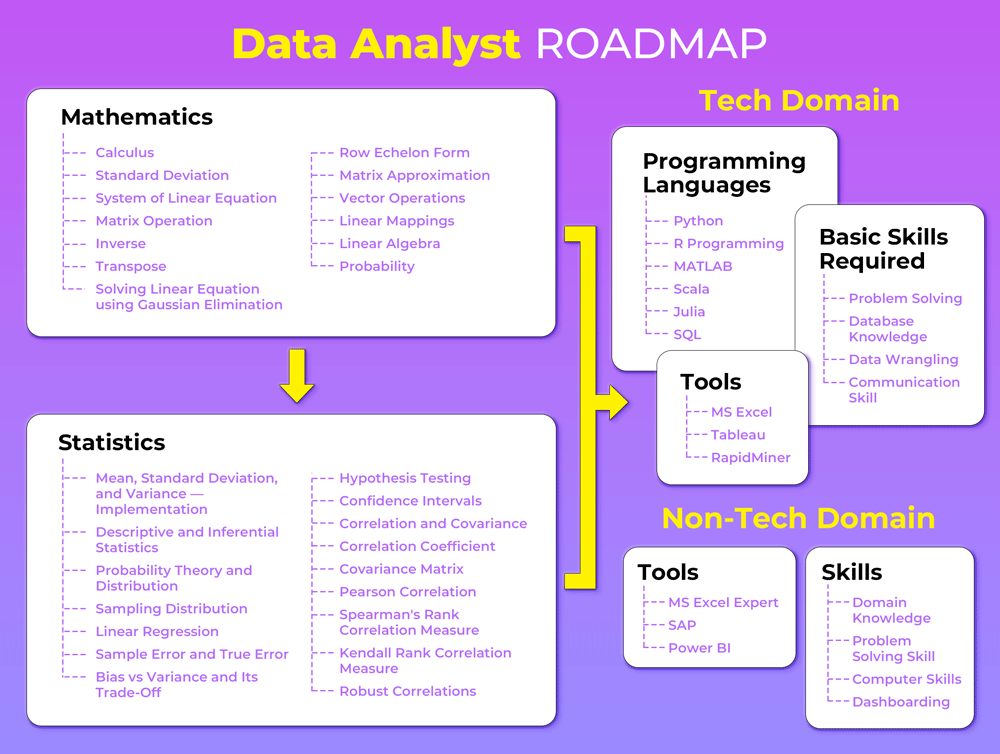 Data Analyst ROADMAP
Mathematics
Calculus
Standard Deviation
System of Linear Equation
Matrix Operation
Inverse
Transpose
Solving Linear Equation
using Gaussian Elimination
Row Echelon Form
Matrix Approximation
Vector Operations
Linear Mappings
Linear Algebra
Probability
Statistics
Mean, Standard Deviation,
and Variance —
Implementation
Descriptive and Inferential
Statistics
Probability Theory and
Distribution
Sampling Distribution
Linear Regression
Sample Error and True Error
Bias vs Variance and Its
Trade-Off
Hypothesis Testing
Confidence Intervals
Correlation and Covariance
Correlation Coefficient
Covariance Matrix
Pearson Correlation
Spearman's Rank
Correlation Measure
Kendall Rank Correlation
Measure
Robust Correlations
Tech Domain
Programming
Languages
Python
R Programming
MATLAB
Scala
Julia
SQL
Basic Skills
Required
Problem Solving
Database
Knowledge
Data Wrangling
Communication
Skill
Tools
MS Excel
Tableau
RapidMiner
Non-Tech Domain
Tools
MS Excel Expert
SAP
Power BI
Skills
Domain
Knowledge
Problem
Solving Skill
Computer Skills
Dashboarding